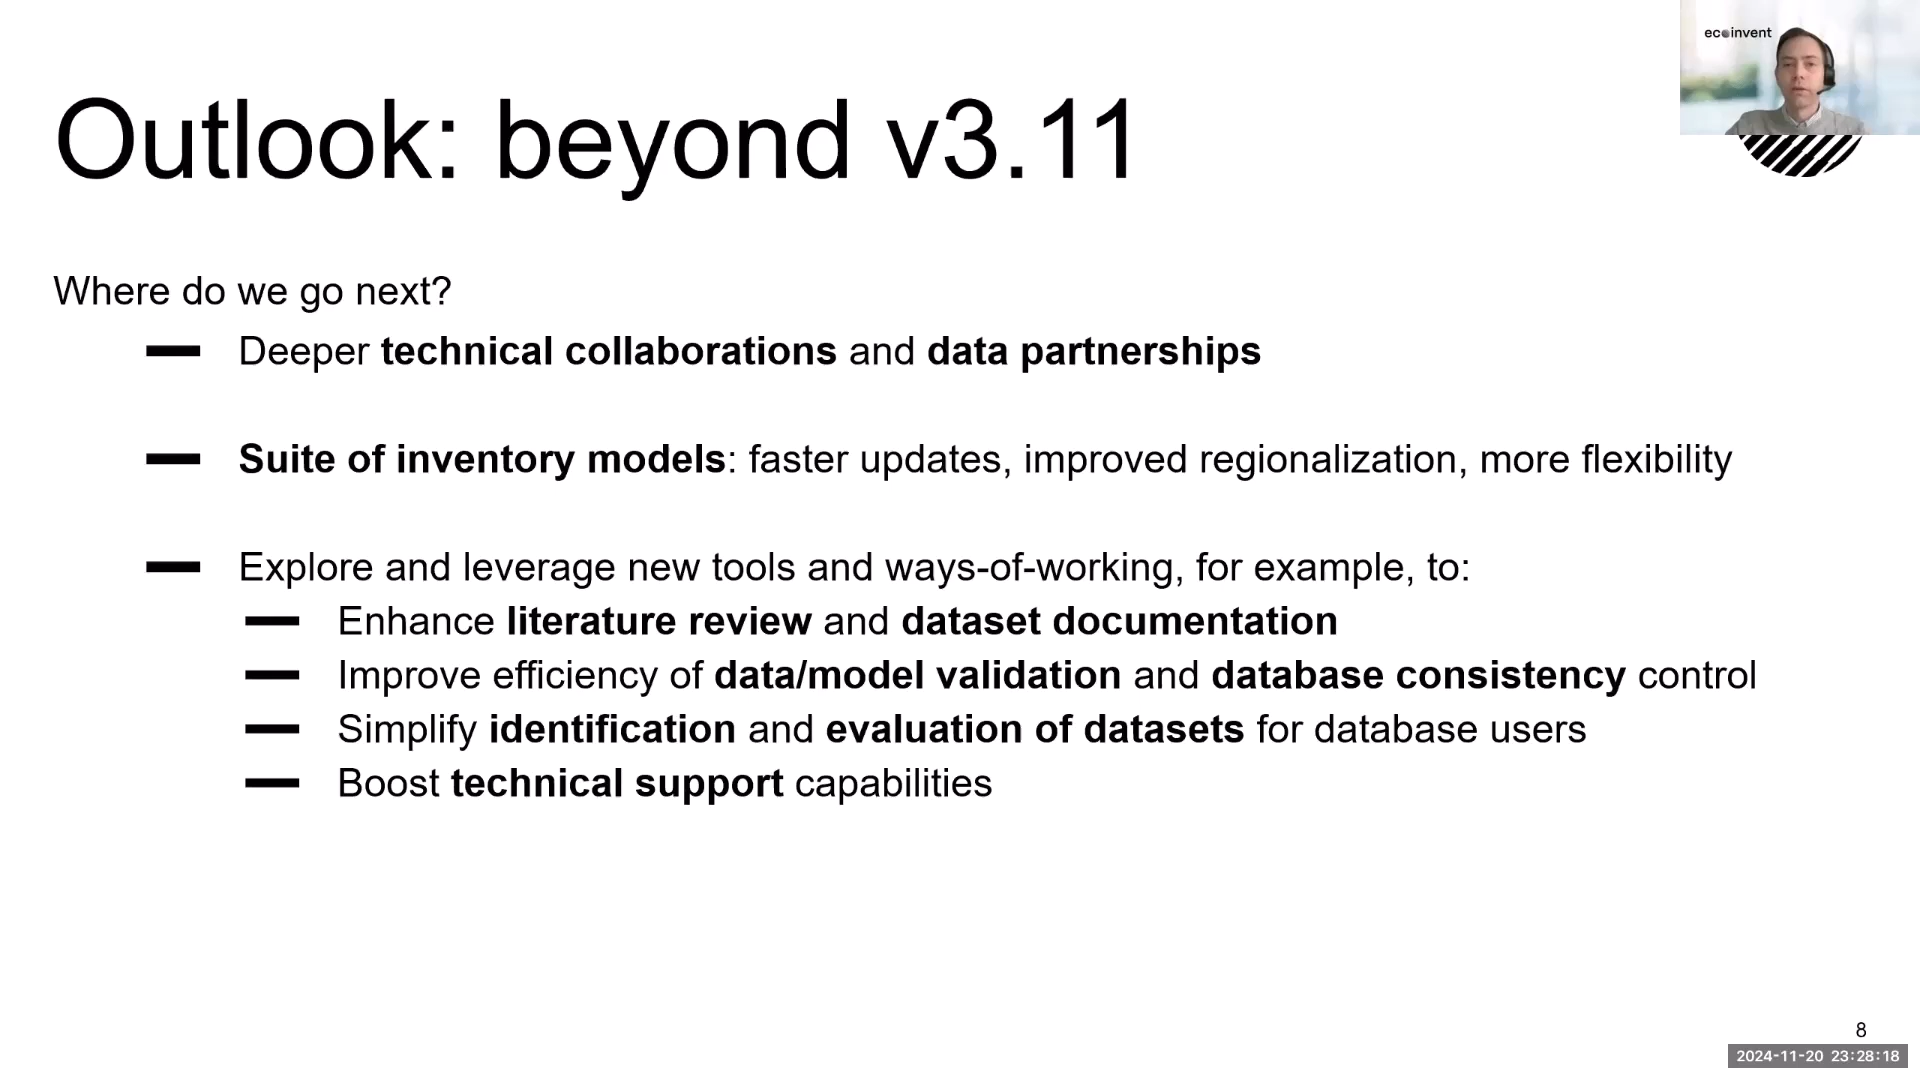 ecoinvent
Outlook: beyond v3.11
Where do we go next?
Deeper technical collaborations and data partnerships
Suite of inventory models: faster updates, improved regionalization, more flexibility
Explore and leverage new tools and ways-of-working, for example, to:
Enhance literature review and dataset documentation
Improve efficiency of data/model validation and database consistency control
Simplify identification and evaluation of datasets for database users
Boost technical support capabilities
8
2024-11-20 23:28:18